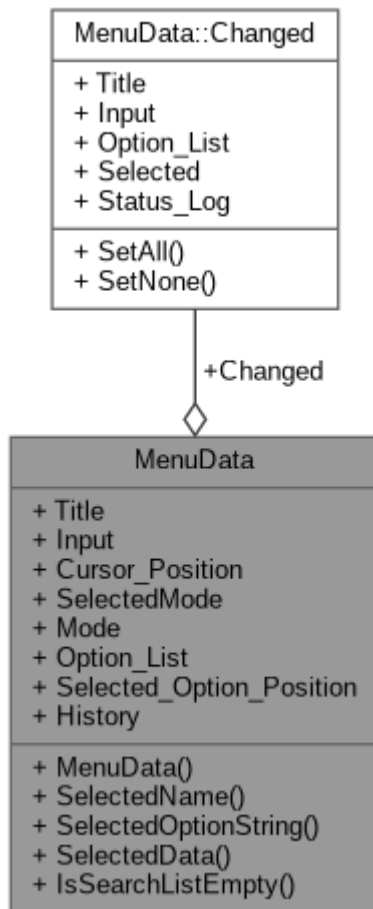 MenuData::Changed
+ Title
+ Input
+ Option_List
+ Selected
+ Status_Log
+ SetAll()
+ SetNone()
+Changed
MenuData
+ Title
+ Input
+ Cursor_Position
+ SelectedMode
+ Mode
+ Option_List
+ Selected_Option_Position
+ History
+ MenuData()
+ SelectedName()
+ SelectedOptionString()
+ SelectedData()
+ IsSearchListEmpty()